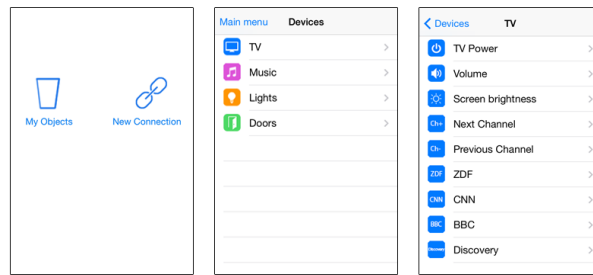 My Objects
New Connection
Main menu Devices
TV
Music
Lights
Doors
Devices TV
TV Power
Volume
Screen brightness
Ch+ Next Channel
Ch- Previous Channel
ZDF ZDF
CNN CNN
BBC BBC
Discovery Discovery